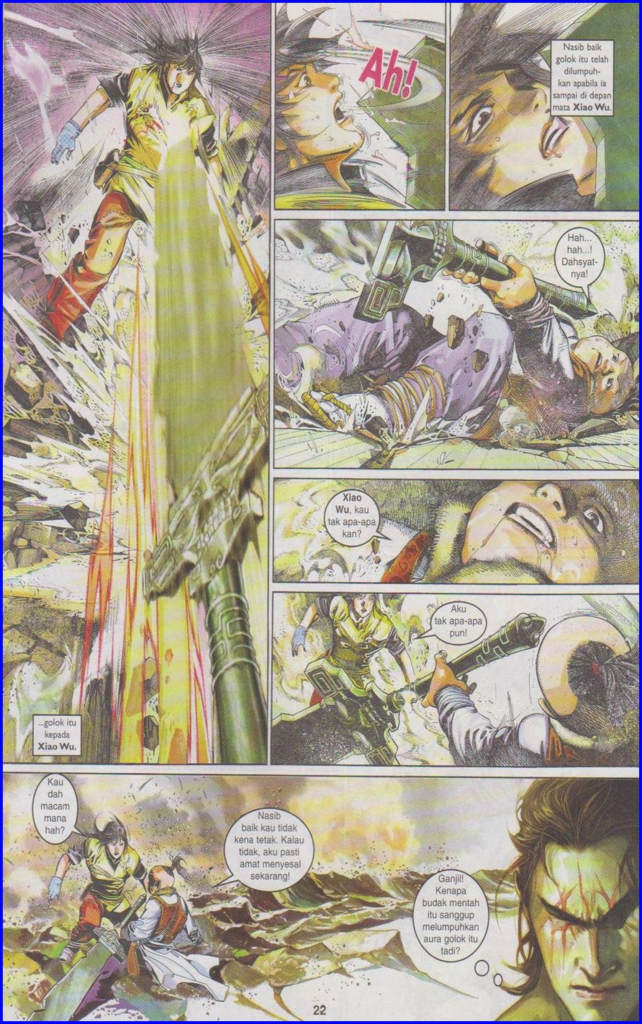 ...golok itu
kepada
Xiao Wu.
Ah!
Nasib baik
golok itu telah
dilumpuh-
kan apabila ia
sampai di depan
mata Xiao Wu.
Hah...
hah...!
Dahsyat-
nya!
Xiao
Wu, kau
tak apa-apa
kan?
Aku
tak apa-apa
pun!
Kau
dah
macam
mana
hah?
Nasib
baik kau tidak
kena tetak. Kalau
tidak, aku pasti
amat menyesal
sekarang!
Ganjil!
Kenapa
budak mentah
itu sanggup
melumpuhkan
aura golok itu
tadi?
22